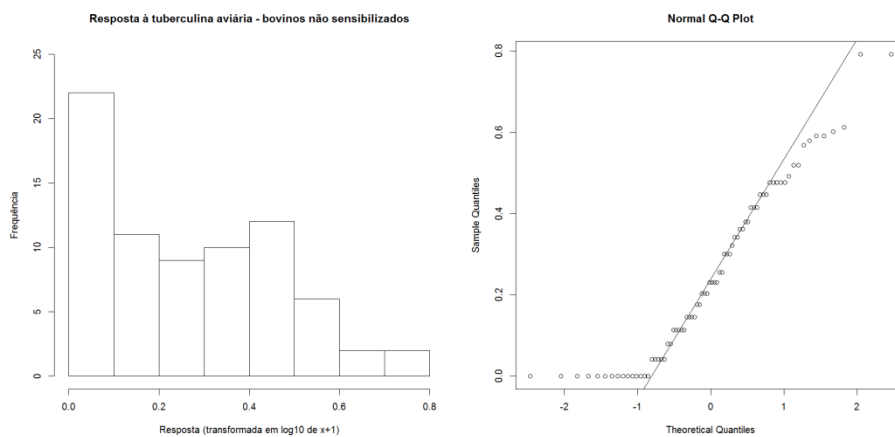 Resposta à tuberculina aviária - bovinos não sensibilizados
Frequência
25
20
15
10
5
0
0.0 0.2 0.4 0.6 0.8
Resposta (transformada em log10 de x+1)
Normal Q-Q Plot
Sample Quantiles
0.8
0.6
0.4
0.2
0.0
-2 -1 0 1 2
Theoretical Quantiles